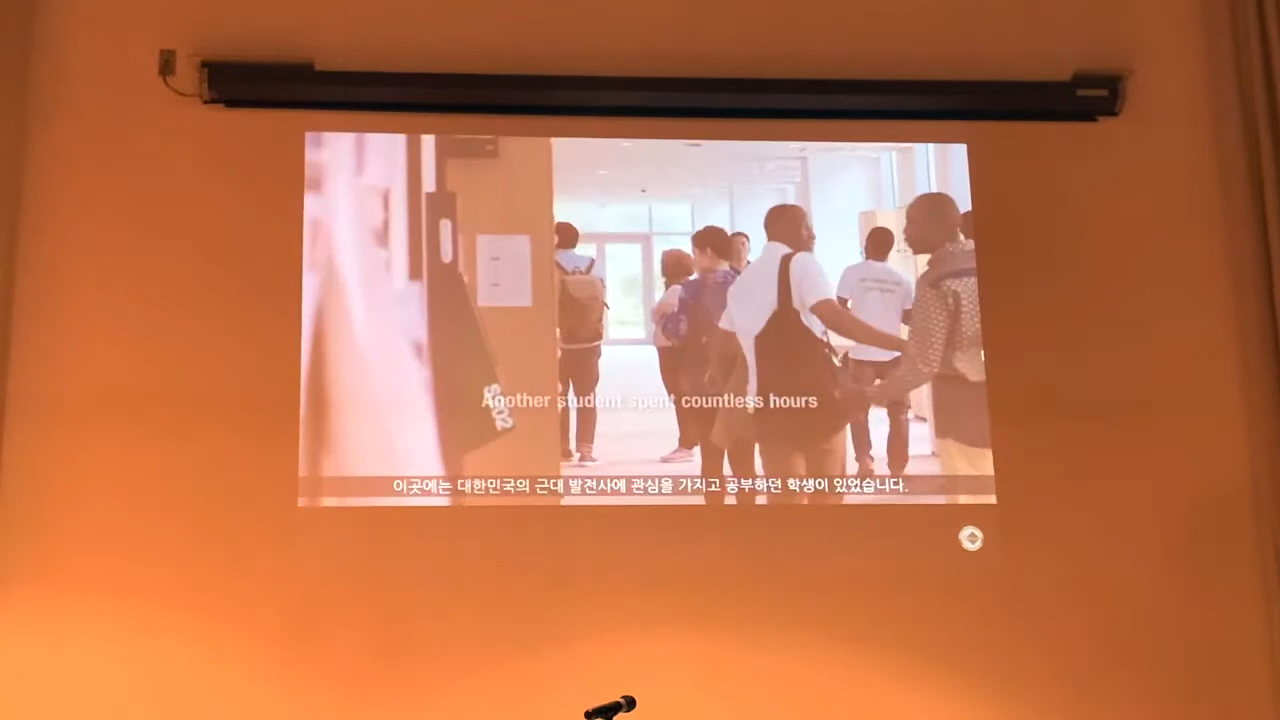 Another student spent countless hours
이곳에는 대한민국의 근대 발전사에 관심을 가지고 공부하던 학생이 있었습니다.